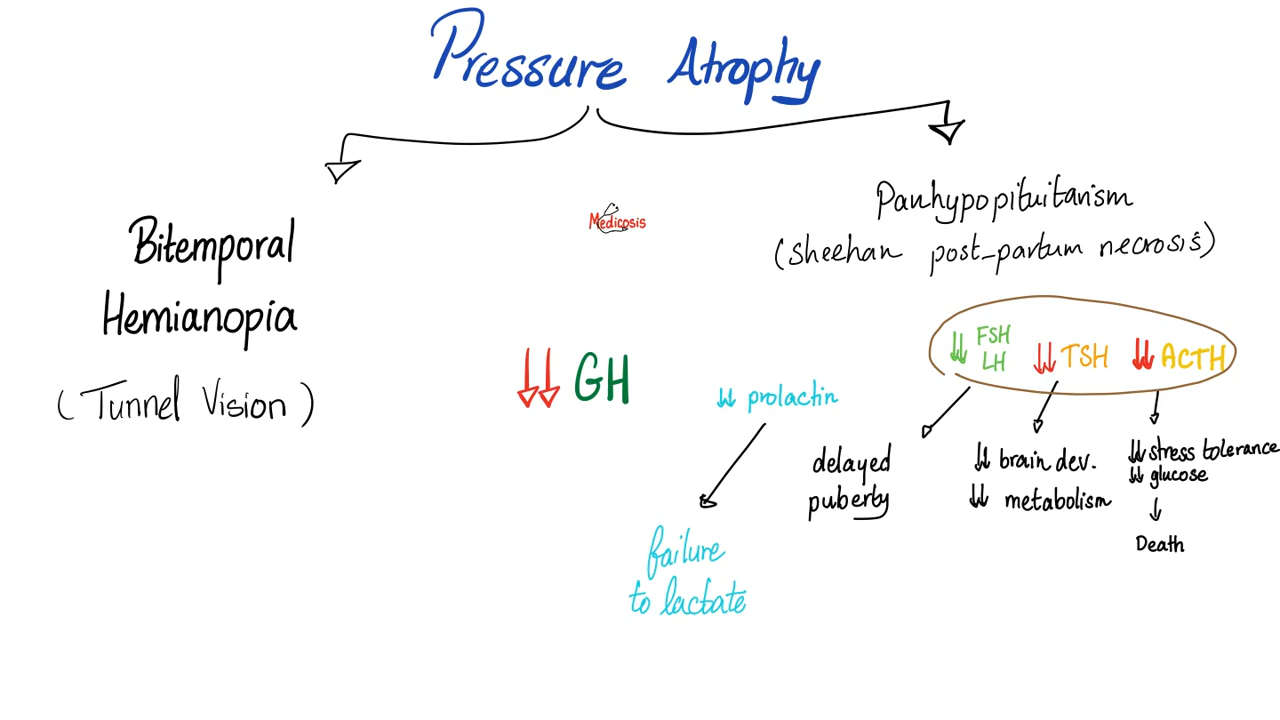 Pressure Atrophy
Bitemporal
Hemianopia
(Tunnel Vision)
Medicosis
Panhypopituitarism
(Sheehan post-partum necrosis)
↓↓ GH
↓↓ prolactin
failure
to lactate
↓↓ FSH
LH
↓↓ TSH
↓↓ ACTH
delayed
puberty
↓↓ brain dev.
↓↓ metabolism
↓↓ stress tolerance
↓↓ glucose
↓
Death